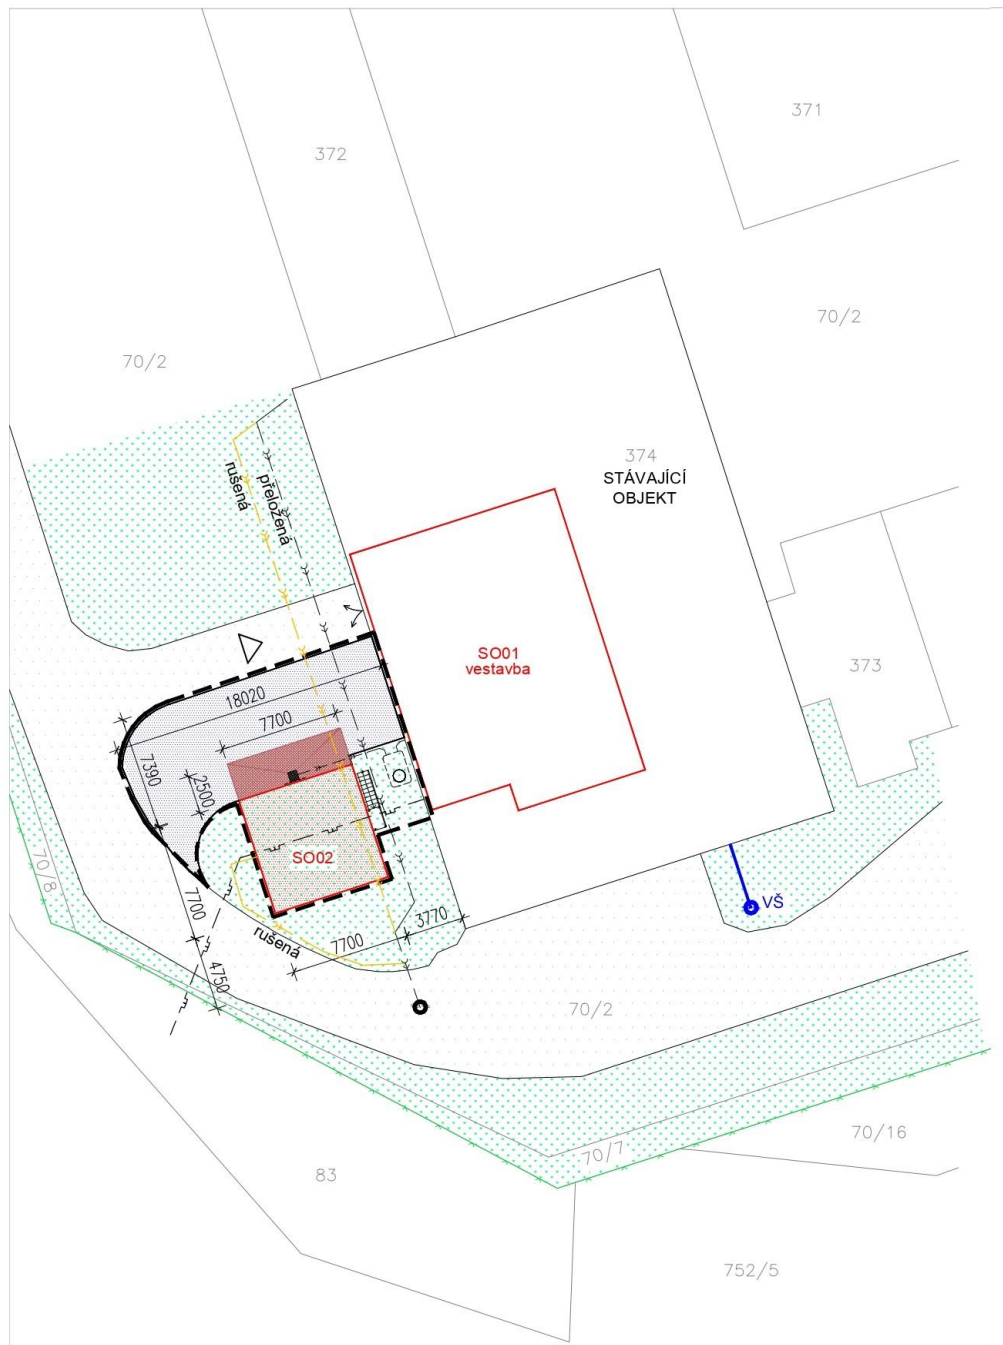 371
372
70/2
70/2
374
STÁVAJÍCÍ
OBJEKT
rušená
přeložená
SO01
vestavba
373
18020
7700
7390
2500
SO02
70/8
VŠ
7700
rušená
3770
7700
4750
70/2
70/16
70/7
83
752/5